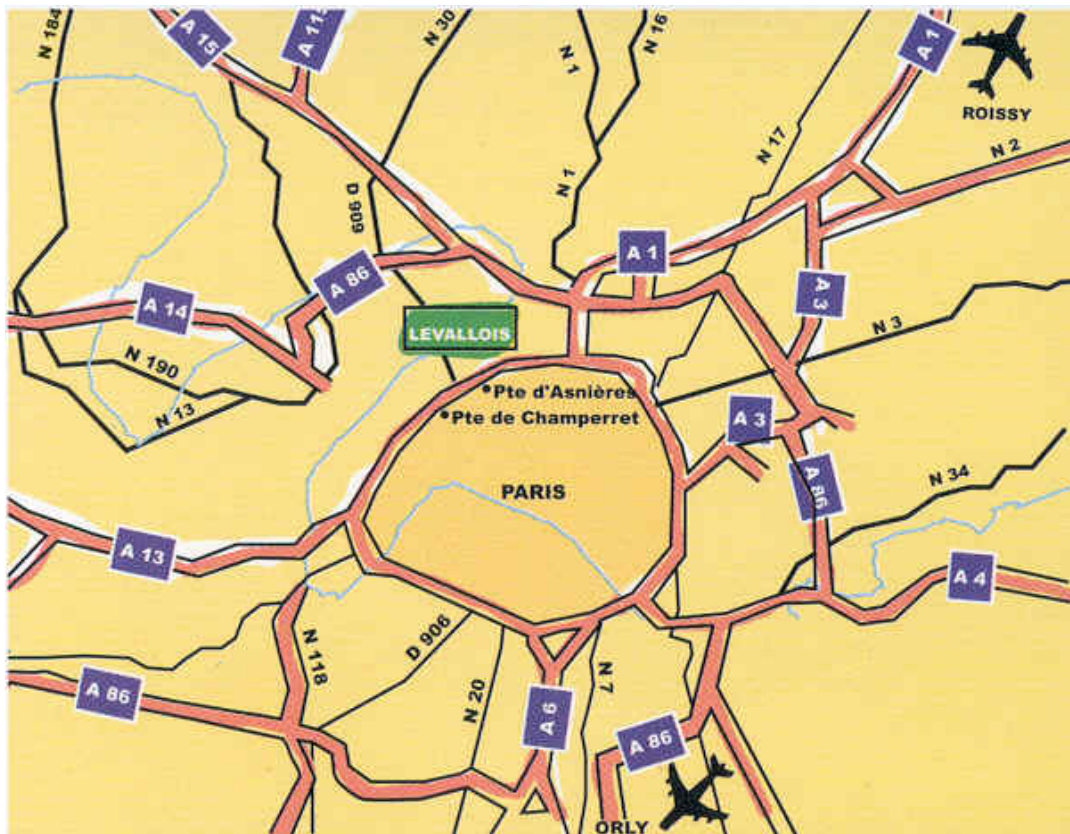 N 184
A 15
A 115
N 30
N 1
N 16
A 1
ROISSY
N 17
N 2
N 1
D 909
A 1
A 86
A 3
A 14
LEVALLOIS
N 3
N 190
N 13
Pte d'Asnières
Pte de Champerret
A 3
PARIS
A 86
N 34
A 13
A 4
N 118
D 906
N 20
N 7
A 86
A 6
A 86
ORLY